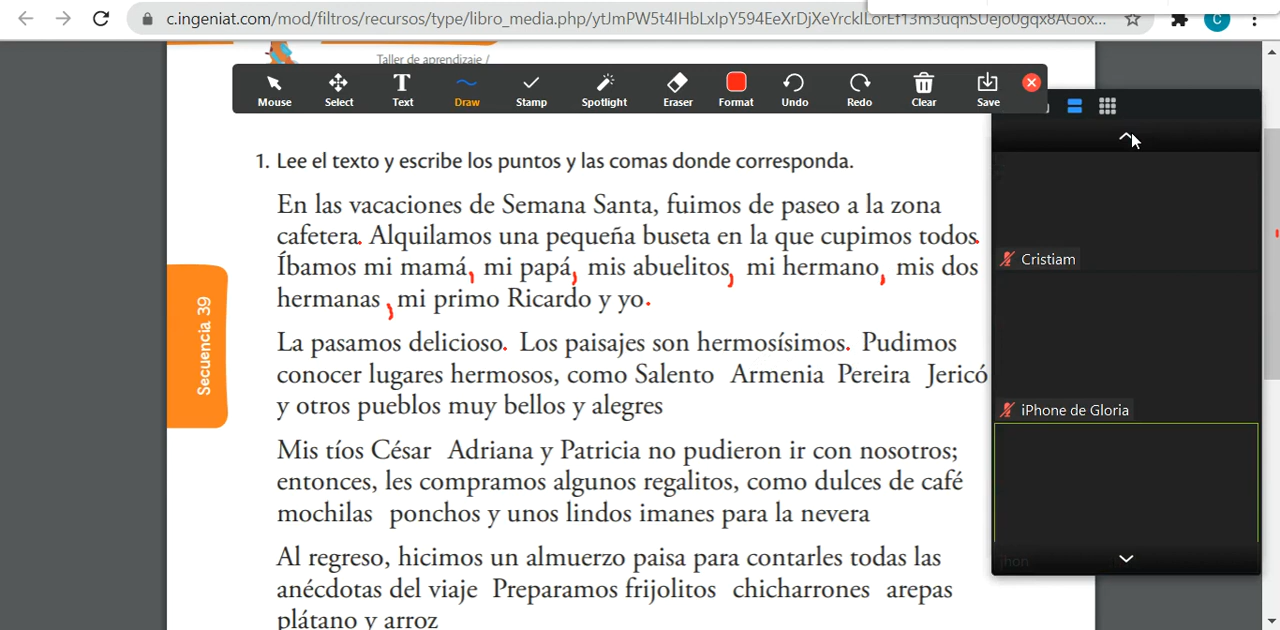 c.ingeniat.com/mod/filtros/recursos/type/libro_media.php/
Taller de aprendizaje /
Mouse Select Text Draw Stamp Spotlight Eraser Format Undo Redo Clear Save
1. Lee el texto y escribe los puntos y las comas donde corresponda.
En las vacaciones de Semana Santa, fuimos de paseo a la zona
cafetera. Alquilamos una pequeña buseta en la que cupimos todos.
Íbamos mi mamá, mi papá, mis abuelitos, mi hermano, mis dos
hermanas, mi primo Ricardo y yo.
La pasamos delicioso. Los paisajes son hermosísimos. Pudimos
conocer lugares hermosos, como Salento Armenia Pereira Jericó
y otros pueblos muy bellos y alegres
Mis tíos César Adriana y Patricia no pudieron ir con nosotros;
entonces, les compramos algunos regalitos, como dulces de café
mochilas ponchos y unos lindos imanes para la nevera
Al regreso, hicimos un almuerzo paisa para contarles todas las
anécdotas del viaje Preparamos frijolitos chicharrones arepas
plátano y arroz
Secuencia 39
C
Cristiam
iPhone de Gloria
jhon